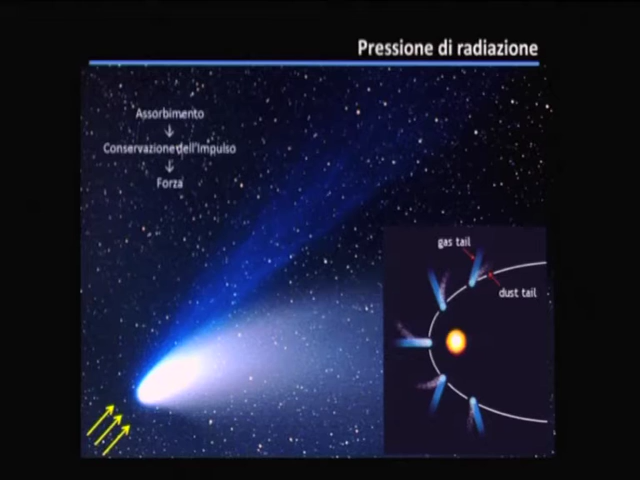 Pressione di radiazione
Assorbimento
Conservazione dell'Impulso
Forza
gas tail
dust tail